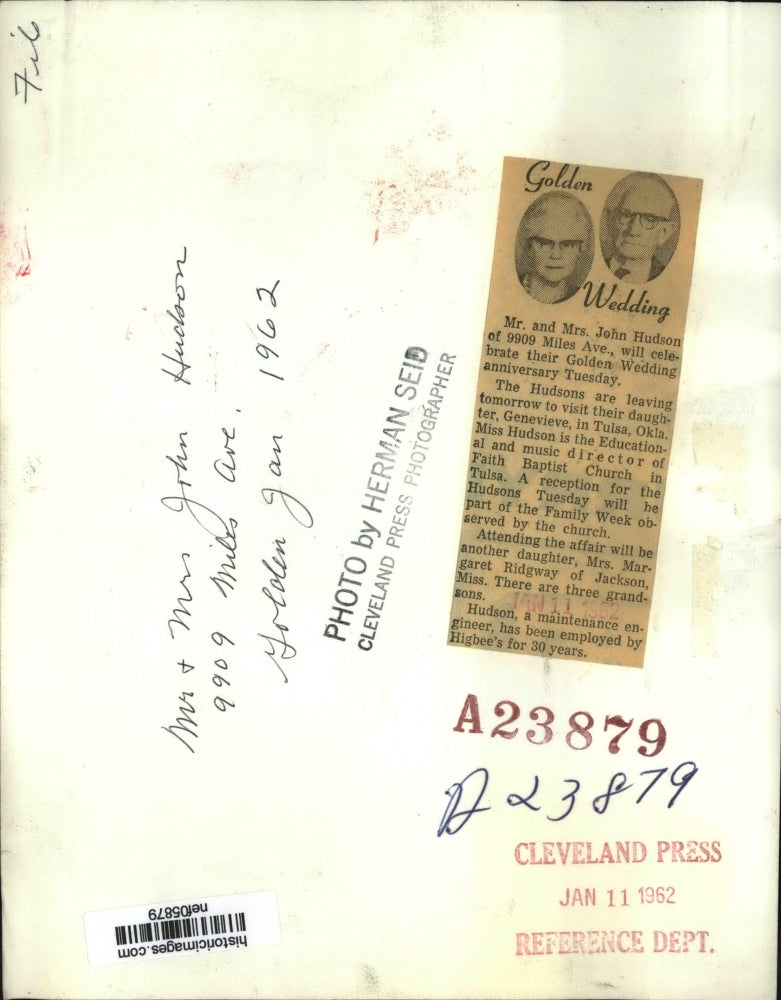 Golden
Wedding
Mr. and Mrs. John Hudson
of 9909 Miles Ave., will cele-
brate their Golden Wedding
anniversary Tuesday.
The Hudsons are leaving
tomorrow to visit their daugh-
ter, Genevieve, in Tulsa, Okla.
Miss Hudson is the Education-
al and music director of
Faith Baptist Church in
Tulsa. A reception for the
Hudsons Tuesday will be
part of the Family Week ob-
served by the church.
Attending the affair will be
another daughter, Mrs. Mar-
garet Ridgway of Jackson,
Miss. There are three grand-
sons.
JAN 11 1962
Hudson, a maintenance en-
gineer, has been employed by
Higbee's for 30 years.
Mr + Mrs John Hudson
9909 Miles Ave.
Golden Jan 1962
PHOTO by HERMAN SEID
CLEVELAND PRESS PHOTOGRAPHER
A23879
A23879
CLEVELAND PRESS
JAN 11 1962
REFERENCE DEPT.
historicimages.com
nef05879